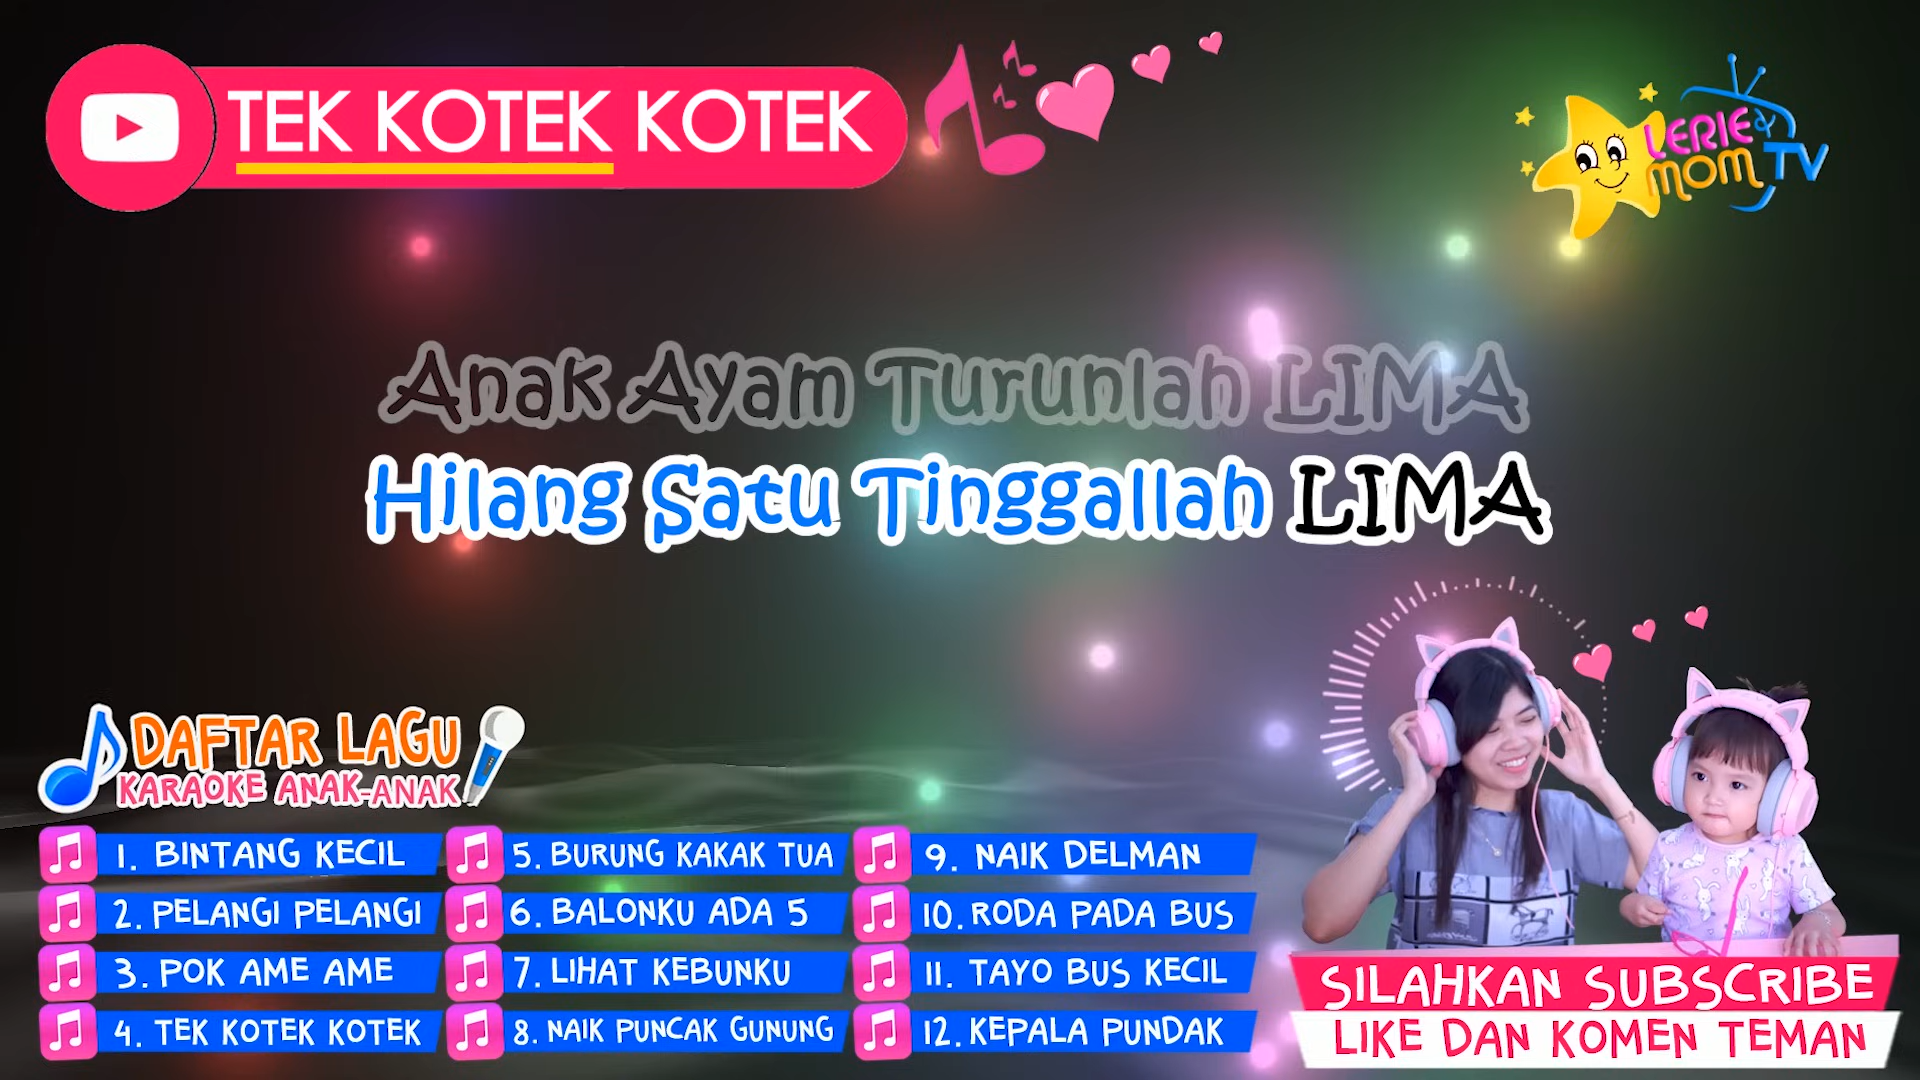 TEK KOTEK KOTEK
LERIE &
MOM TV
Anak Ayam Turunlah LIMA
Hilang Satu Tinggallah LIMA
DAFTAR LAGU
KARAOKE ANAK-ANAK
1. BINTANG KECIL
2. PELANGI PELANGI
3. POK AME AME
4. TEK KOTEK KOTEK
5. BURUNG KAKAK TUA
6. BALONKU ADA 5
7. LIHAT KEBUNKU
8. NAIK PUNCAK GUNUNG
9. NAIK DELMAN
10. RODA PADA BUS
11. TAYO BUS KECIL
12. KEPALA PUNDAK
SILAHKAN SUBSCRIBE
LIKE DAN KOMEN TEMAN